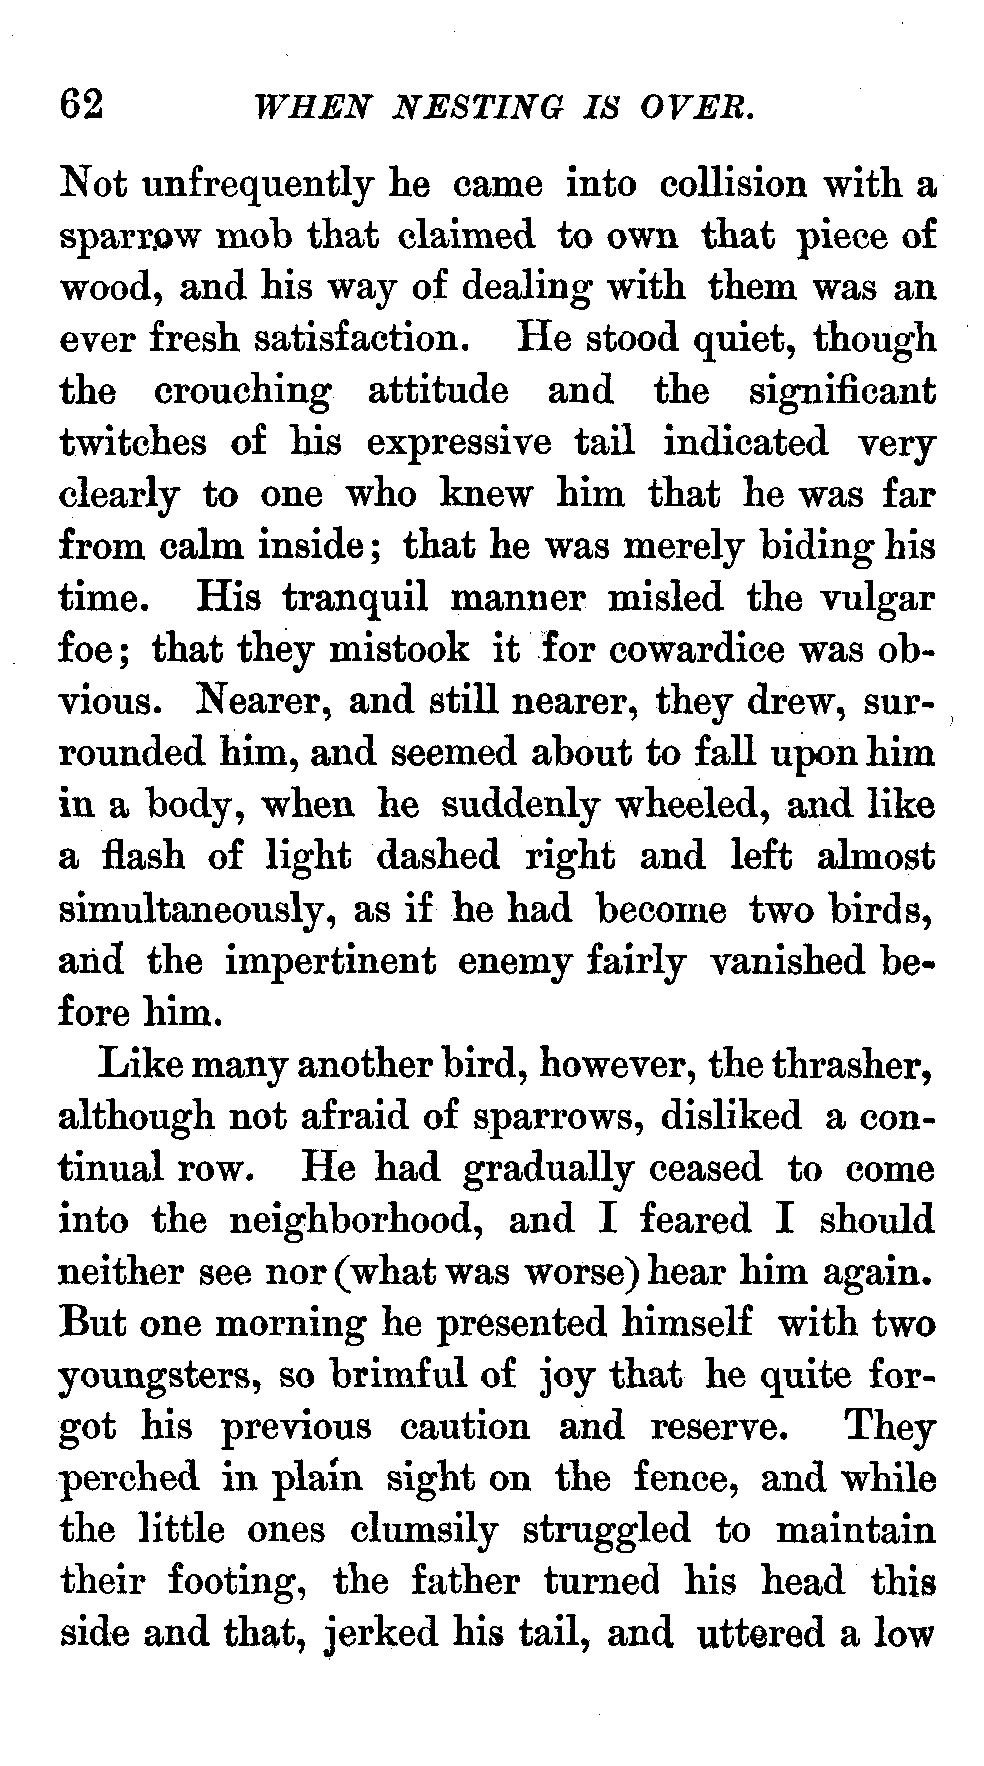 62 WHEN NESTING IS OVER.
Not unfrequently he came into collision with a
sparrow mob that claimed to own that piece of
wood, and his way of dealing with them was an
ever fresh satisfaction. He stood quiet, though
the crouching attitude and the significant
twitches of his expressive tail indicated very
clearly to one who knew him that he was far
from calm inside; that he was merely biding his
time. His tranquil manner misled the vulgar
foe; that they mistook it for cowardice was ob-
vious. Nearer, and still nearer, they drew, sur-
rounded him, and seemed about to fall upon him
in a body, when he suddenly wheeled, and like
a flash of light dashed right and left almost
simultaneously, as if he had become two birds,
and the impertinent enemy fairly vanished be-
fore him.
Like many another bird, however, the thrasher,
although not afraid of sparrows, disliked a con-
tinual row. He had gradually ceased to come
into the neighborhood, and I feared I should
neither see nor (what was worse) hear him again.
But one morning he presented himself with two
youngsters, so brimful of joy that he quite for-
got his previous caution and reserve. They
perched in plain sight on the fence, and while
the little ones clumsily struggled to maintain
their footing, the father turned his head this
side and that, jerked his tail, and uttered a low